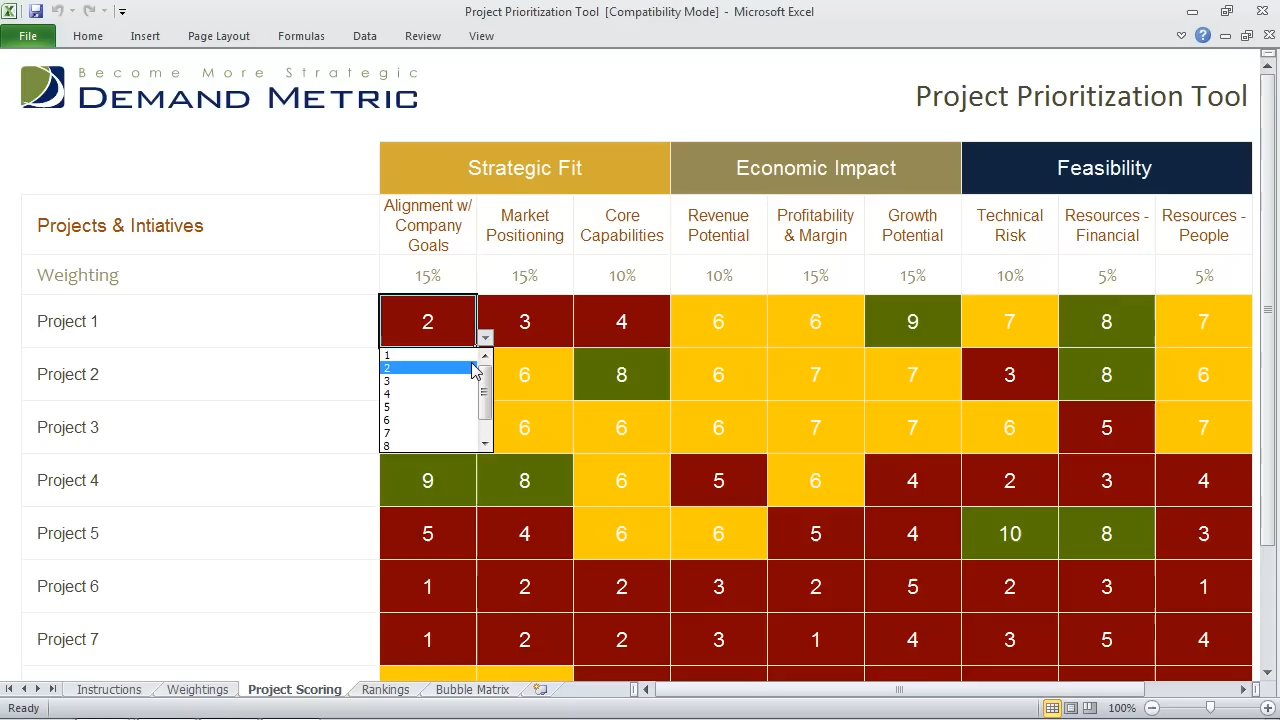 Project Prioritization Tool [Compatibility Mode] - Microsoft Excel
File Home Insert Page Layout Formulas Data Review View
Become More Strategic
DEMAND METRIC
Project Prioritization Tool
Strategic Fit Economic Impact Feasibility
Projects & Intiatives
Alignment w/
Company
Goals
Market
Positioning
Core
Capabilities
Revenue
Potential
Profitability
& Margin
Growth
Potential
Technical
Risk
Resources -
Financial
Resources -
People
Weighting 15% 15% 10% 10% 15% 15% 10% 5% 5%
Project 1 2 3 4 6 6 9 7 8 7
1
2
3
4
5
6
7
8
Project 2 6 8 6 7 7 3 8 6
Project 3 6 6 6 7 7 6 5 7
Project 4 9 8 6 5 6 4 2 3 4
Project 5 5 4 6 6 5 4 10 8 3
Project 6 1 2 2 3 2 5 2 3 1
Project 7 1 2 2 3 1 4 3 5 4
Instructions Weightings Project Scoring Rankings Bubble Matrix
Ready 100%